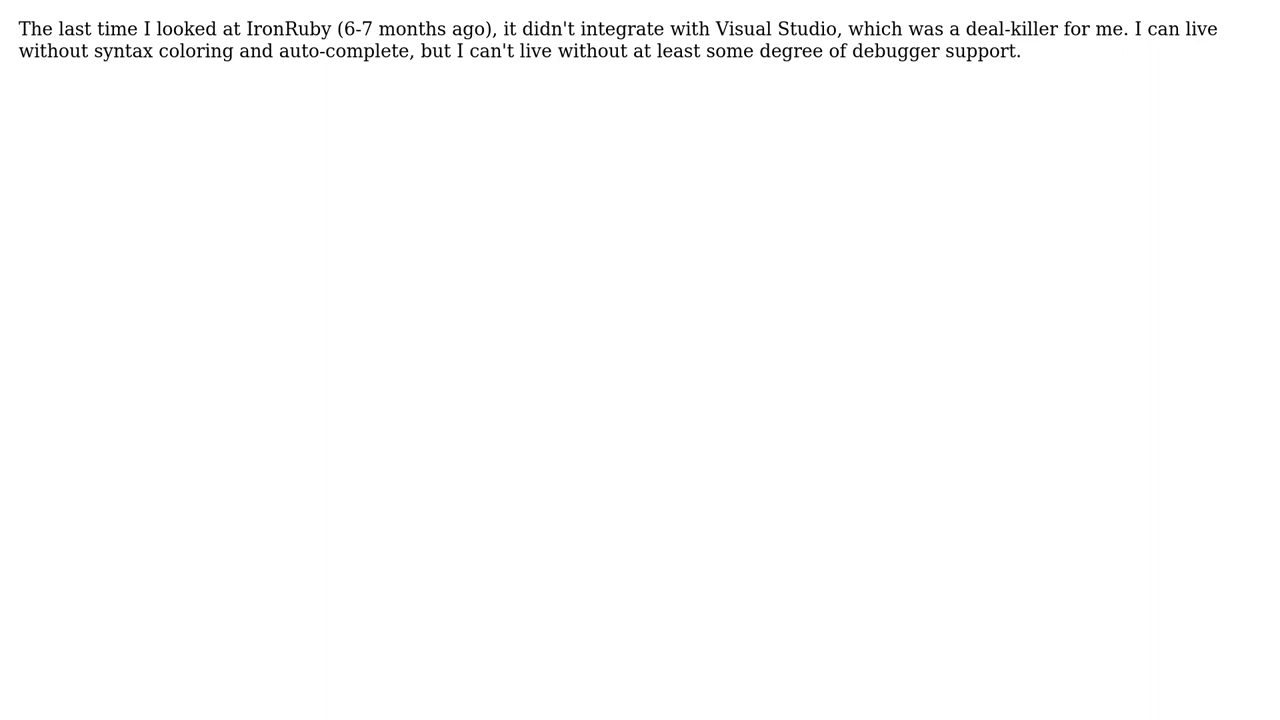 The last time I looked at IronRuby (6-7 months ago), it didn't integrate with Visual Studio, which was a deal-killer for me. I can live
without syntax coloring and auto-complete, but I can't live without at least some degree of debugger support.